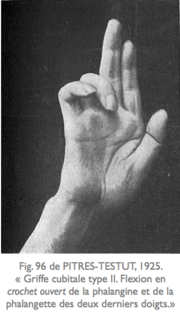 Fig. 96 de PITRES-TESTUT, 1925.
« Griffe cubitale type II. Flexion en
crochet ouvert de la phalangine et de la
phalangette des deux derniers doigts.»